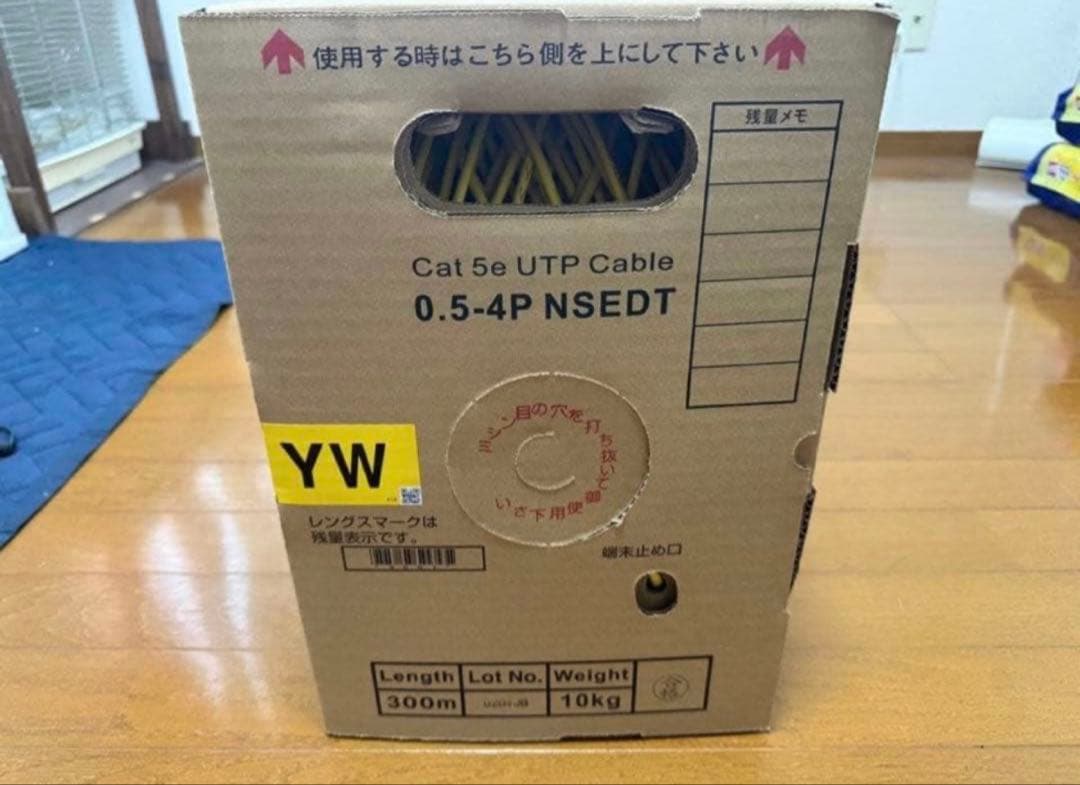 使用する時はこちら側を上にして下さい
残量メモ
Cat 5e UTP Cable
0.5-4P NSEDT
ミシン目の穴を打ち抜いて御使用下さい
YW
レングスマークは
残量表示です。
端末止め口
Length Lot No. Weight
300m 10kg
合格